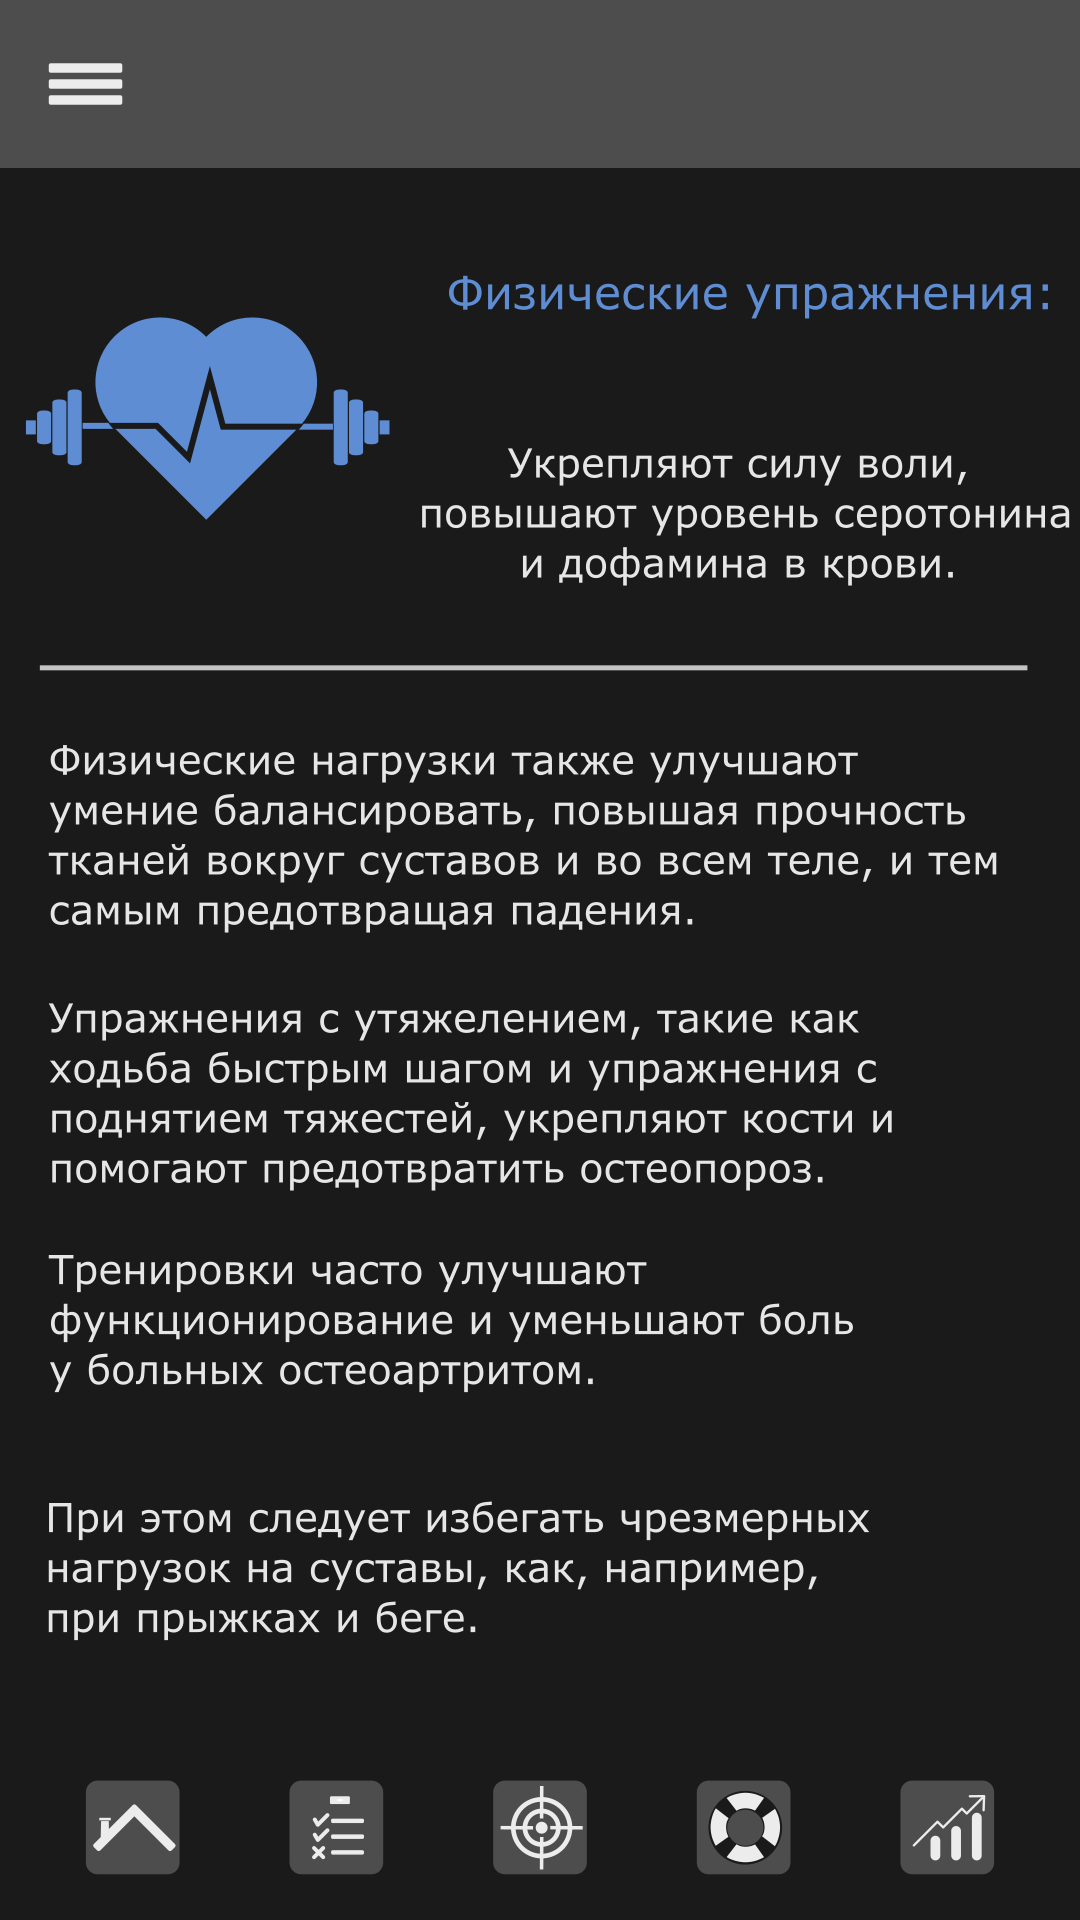 Физические упражнения:
Укрепляют силу воли,
повышают уровень серотонина
и дофамина в крови.
Физические нагрузки также улучшают
умение балансировать, повышая прочность
тканей вокруг суставов и во всем теле, и тем
самым предотвращая падения.
Упражнения с утяжелением, такие как
ходьба быстрым шагом и упражнения с
поднятием тяжестей, укрепляют кости и
помогают предотвратить остеопороз.
Тренировки часто улучшают
функционирование и уменьшают боль
у больных остеоартритом.
При этом следует избегать чрезмерных
нагрузок на суставы, как, например,
при прыжках и беге.